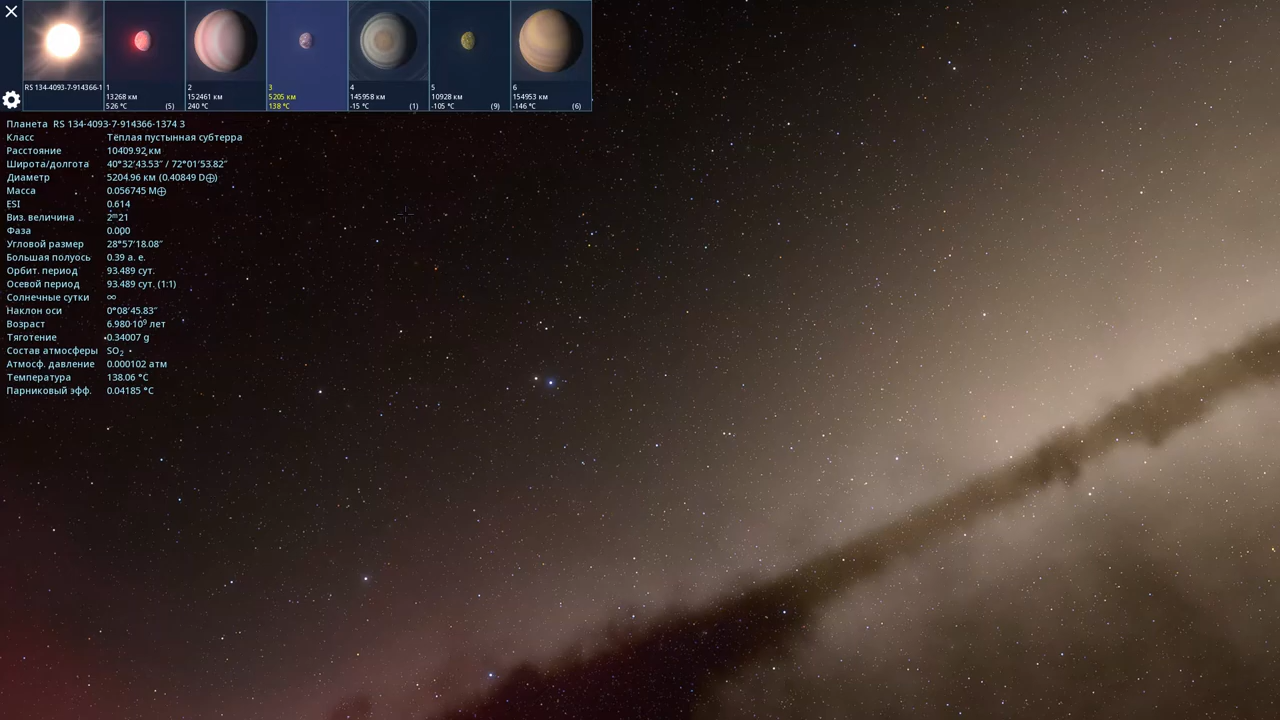 RS 134-4093-7-914366-1
1
13268 км
526 °C (5)
2
152461 км
240 °C
3
5205 км
138 °C
4
145958 км
-15 °C (1)
5
10928 км
-105 °C (9)
6
154953 км
-146 °C (6)
Планета RS 134-4093-7-914366-1374 3
Класс Тёплая пустынная субтерра
Расстояние 10409.92 км
Широта/долгота 40°32′43.53″ / 72°01′53.82″
Диаметр 5204.96 км (0.40849 D⊕)
Масса 0.056745 M⊕
ESI 0.614
Виз. величина 2ᵐ21
Фаза 0.000
Угловой размер 28°57′18.08″
Большая полуось 0.39 а. е.
Орбит. период 93.489 сут.
Осевой период 93.489 сут. (1:1)
Солнечные сутки ∞
Наклон оси 0°08′45.83″
Возраст 6.980·10⁹ лет
Тяготение 0.34007 g
Состав атмосферы SO₂
Атмосф. давление 0.000102 атм
Температура 138.06 °C
Парниковый эфф. 0.04185 °C